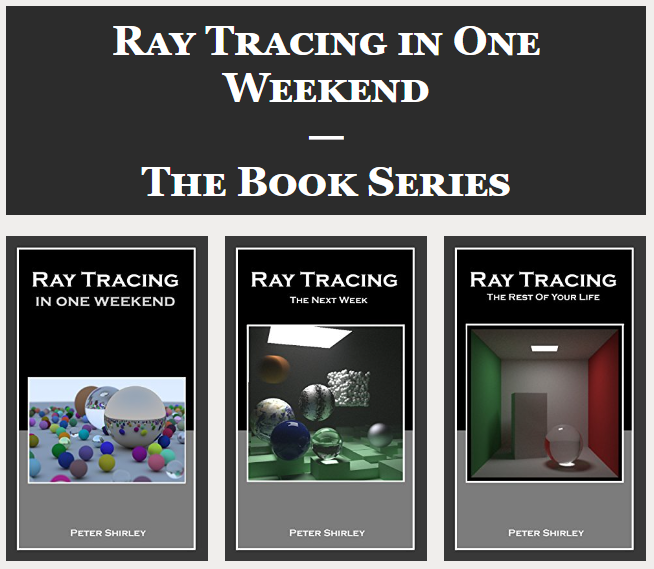 Ray Tracing in One
Weekend
—
The Book Series
Ray Tracing
in One Weekend
Peter Shirley
Ray Tracing
The Next Week
Peter Shirley
Ray Tracing
The Rest Of Your Life
Peter Shirley